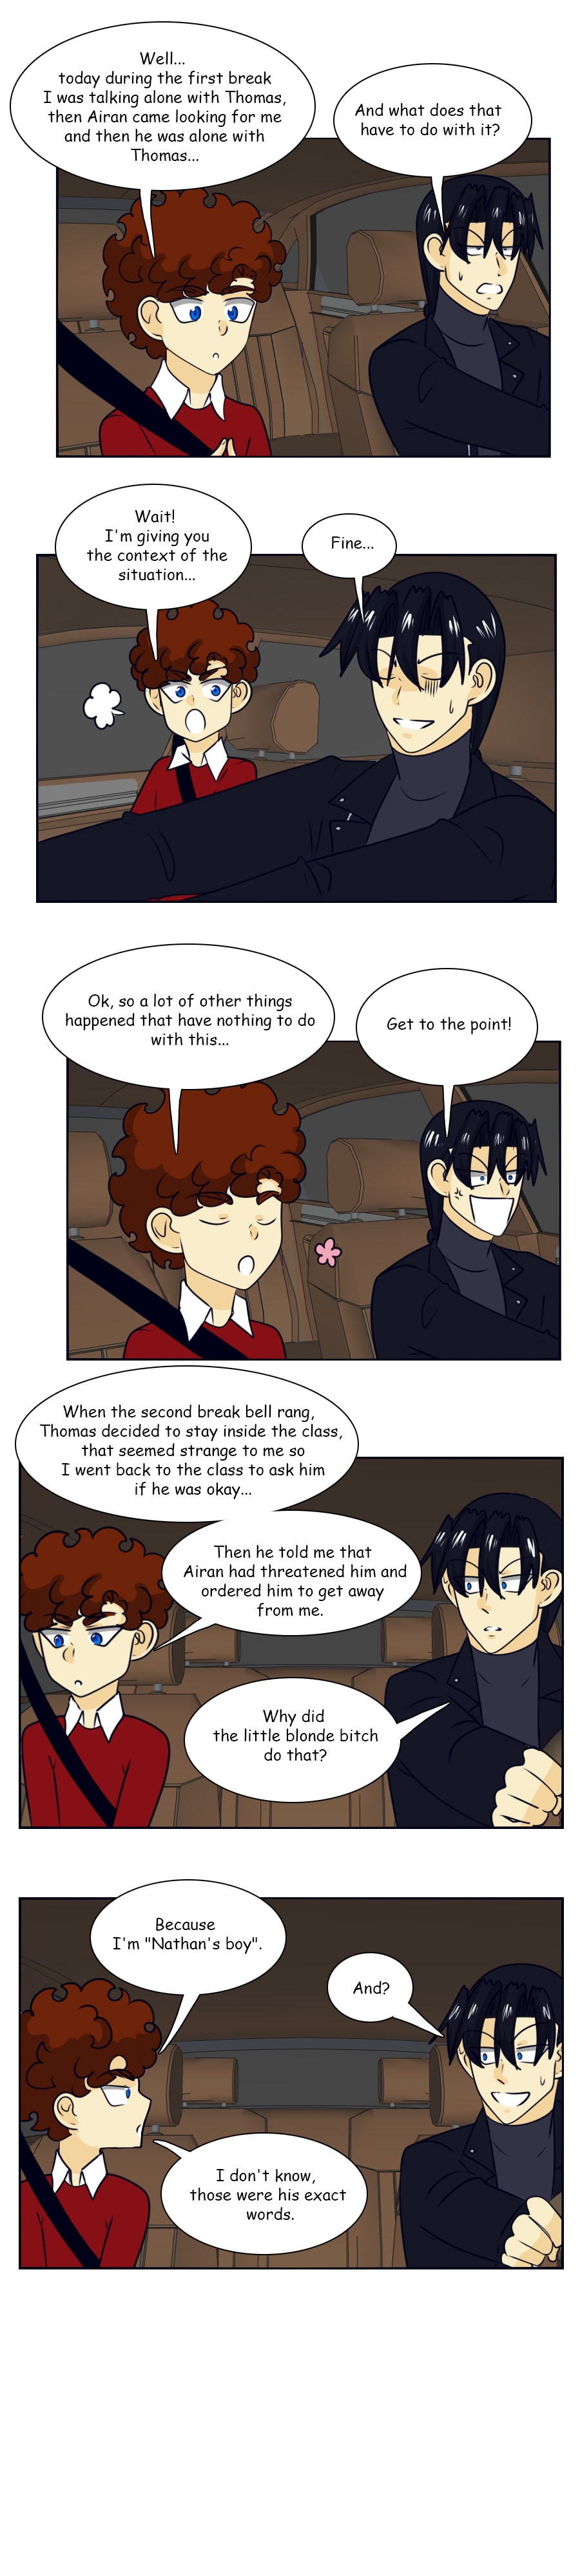 Well...
today during the first break
I was talking alone with Thomas,
then Airan came looking for me
and then he was alone with
Thomas...
And what does that
have to do with it?
Wait!
I'm giving you
the context of the
situation...
Fine...
Ok, so a lot of other things
happened that have nothing to do
with this...
Get to the point!
When the second break bell rang,
Thomas decided to stay inside the class,
that seemed strange to me so
I went back to the class to ask him
if he was okay...
Then he told me that
Airan had threatened him and
ordered him to get away
from me.
Why did
the little blonde bitch
do that?
Because
I'm "Nathan's boy".
And?
I don't know,
those were his exact
words.